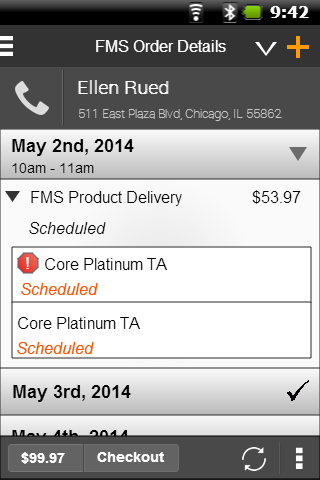 9:42
FMS Order Details
Ellen Rued
511 East Plaza Blvd, Chicago, IL 55862
May 2nd, 2014
10am - 11am
FMS Product Delivery $53.97
Scheduled
Core Platinum TA
Scheduled
Core Platinum TA
Scheduled
May 3rd, 2014
May 4th, 2014
$99.97 Checkout